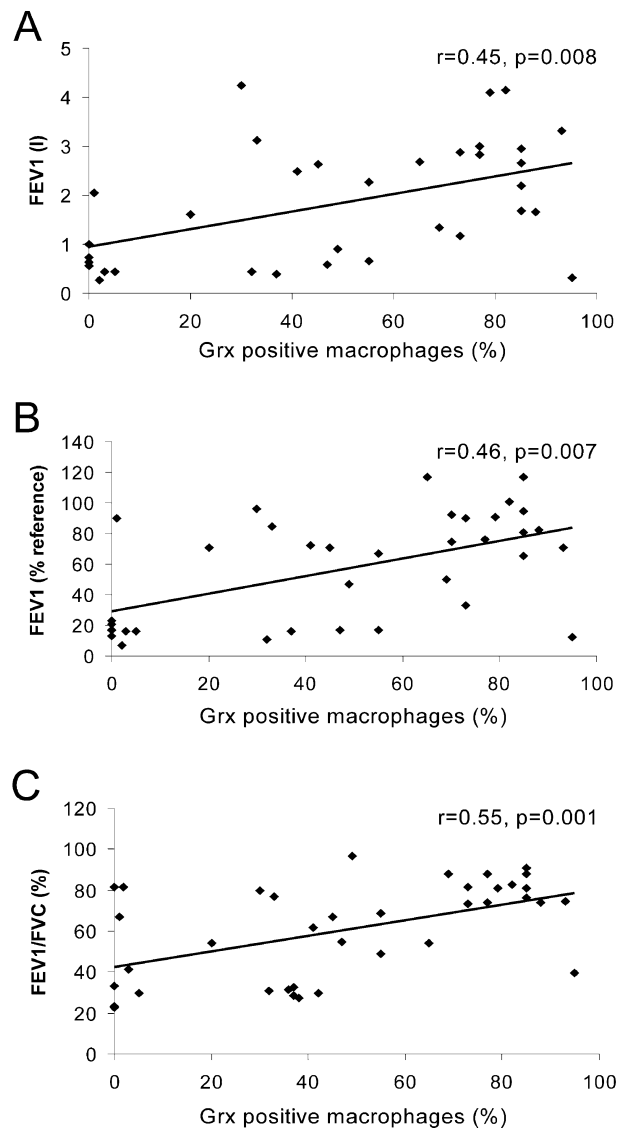 A
r=0.45, p=0.008
FEV1 (l)
5
4
3
2
1
0
0 20 40 60 80 100
Grx positive macrophages (%)
B
r=0.46, p=0.007
FEV1 (% reference)
140
120
100
80
60
40
20
0
0 20 40 60 80 100
Grx positive macrophages (%)
C
r=0.55, p=0.001
FEV1/FVC (%)
120
100
80
60
40
20
0
0 20 40 60 80 100
Grx positive macrophages (%)